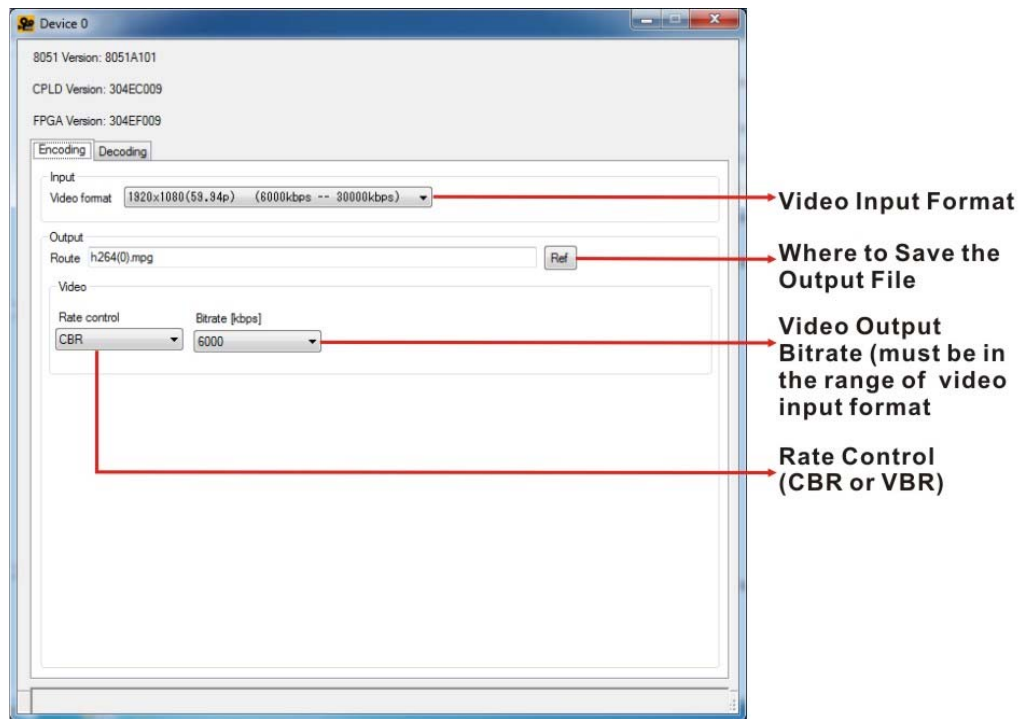 Device 0
8051 Version: 8051A101
CPLD Version: 304EC009
FPGA Version: 304EF009
Encoding Decoding
Input
Video format 1920x1080(59.94p) (6000kbps -- 30000kbps)
Output
Route h264(0).mpg Ref
Video
Rate control Bitrate [kbps]
CBR 6000
Video Input Format
Where to Save the
Output File
Video Output
Bitrate (must be in
the range of video
input format
Rate Control
(CBR or VBR)